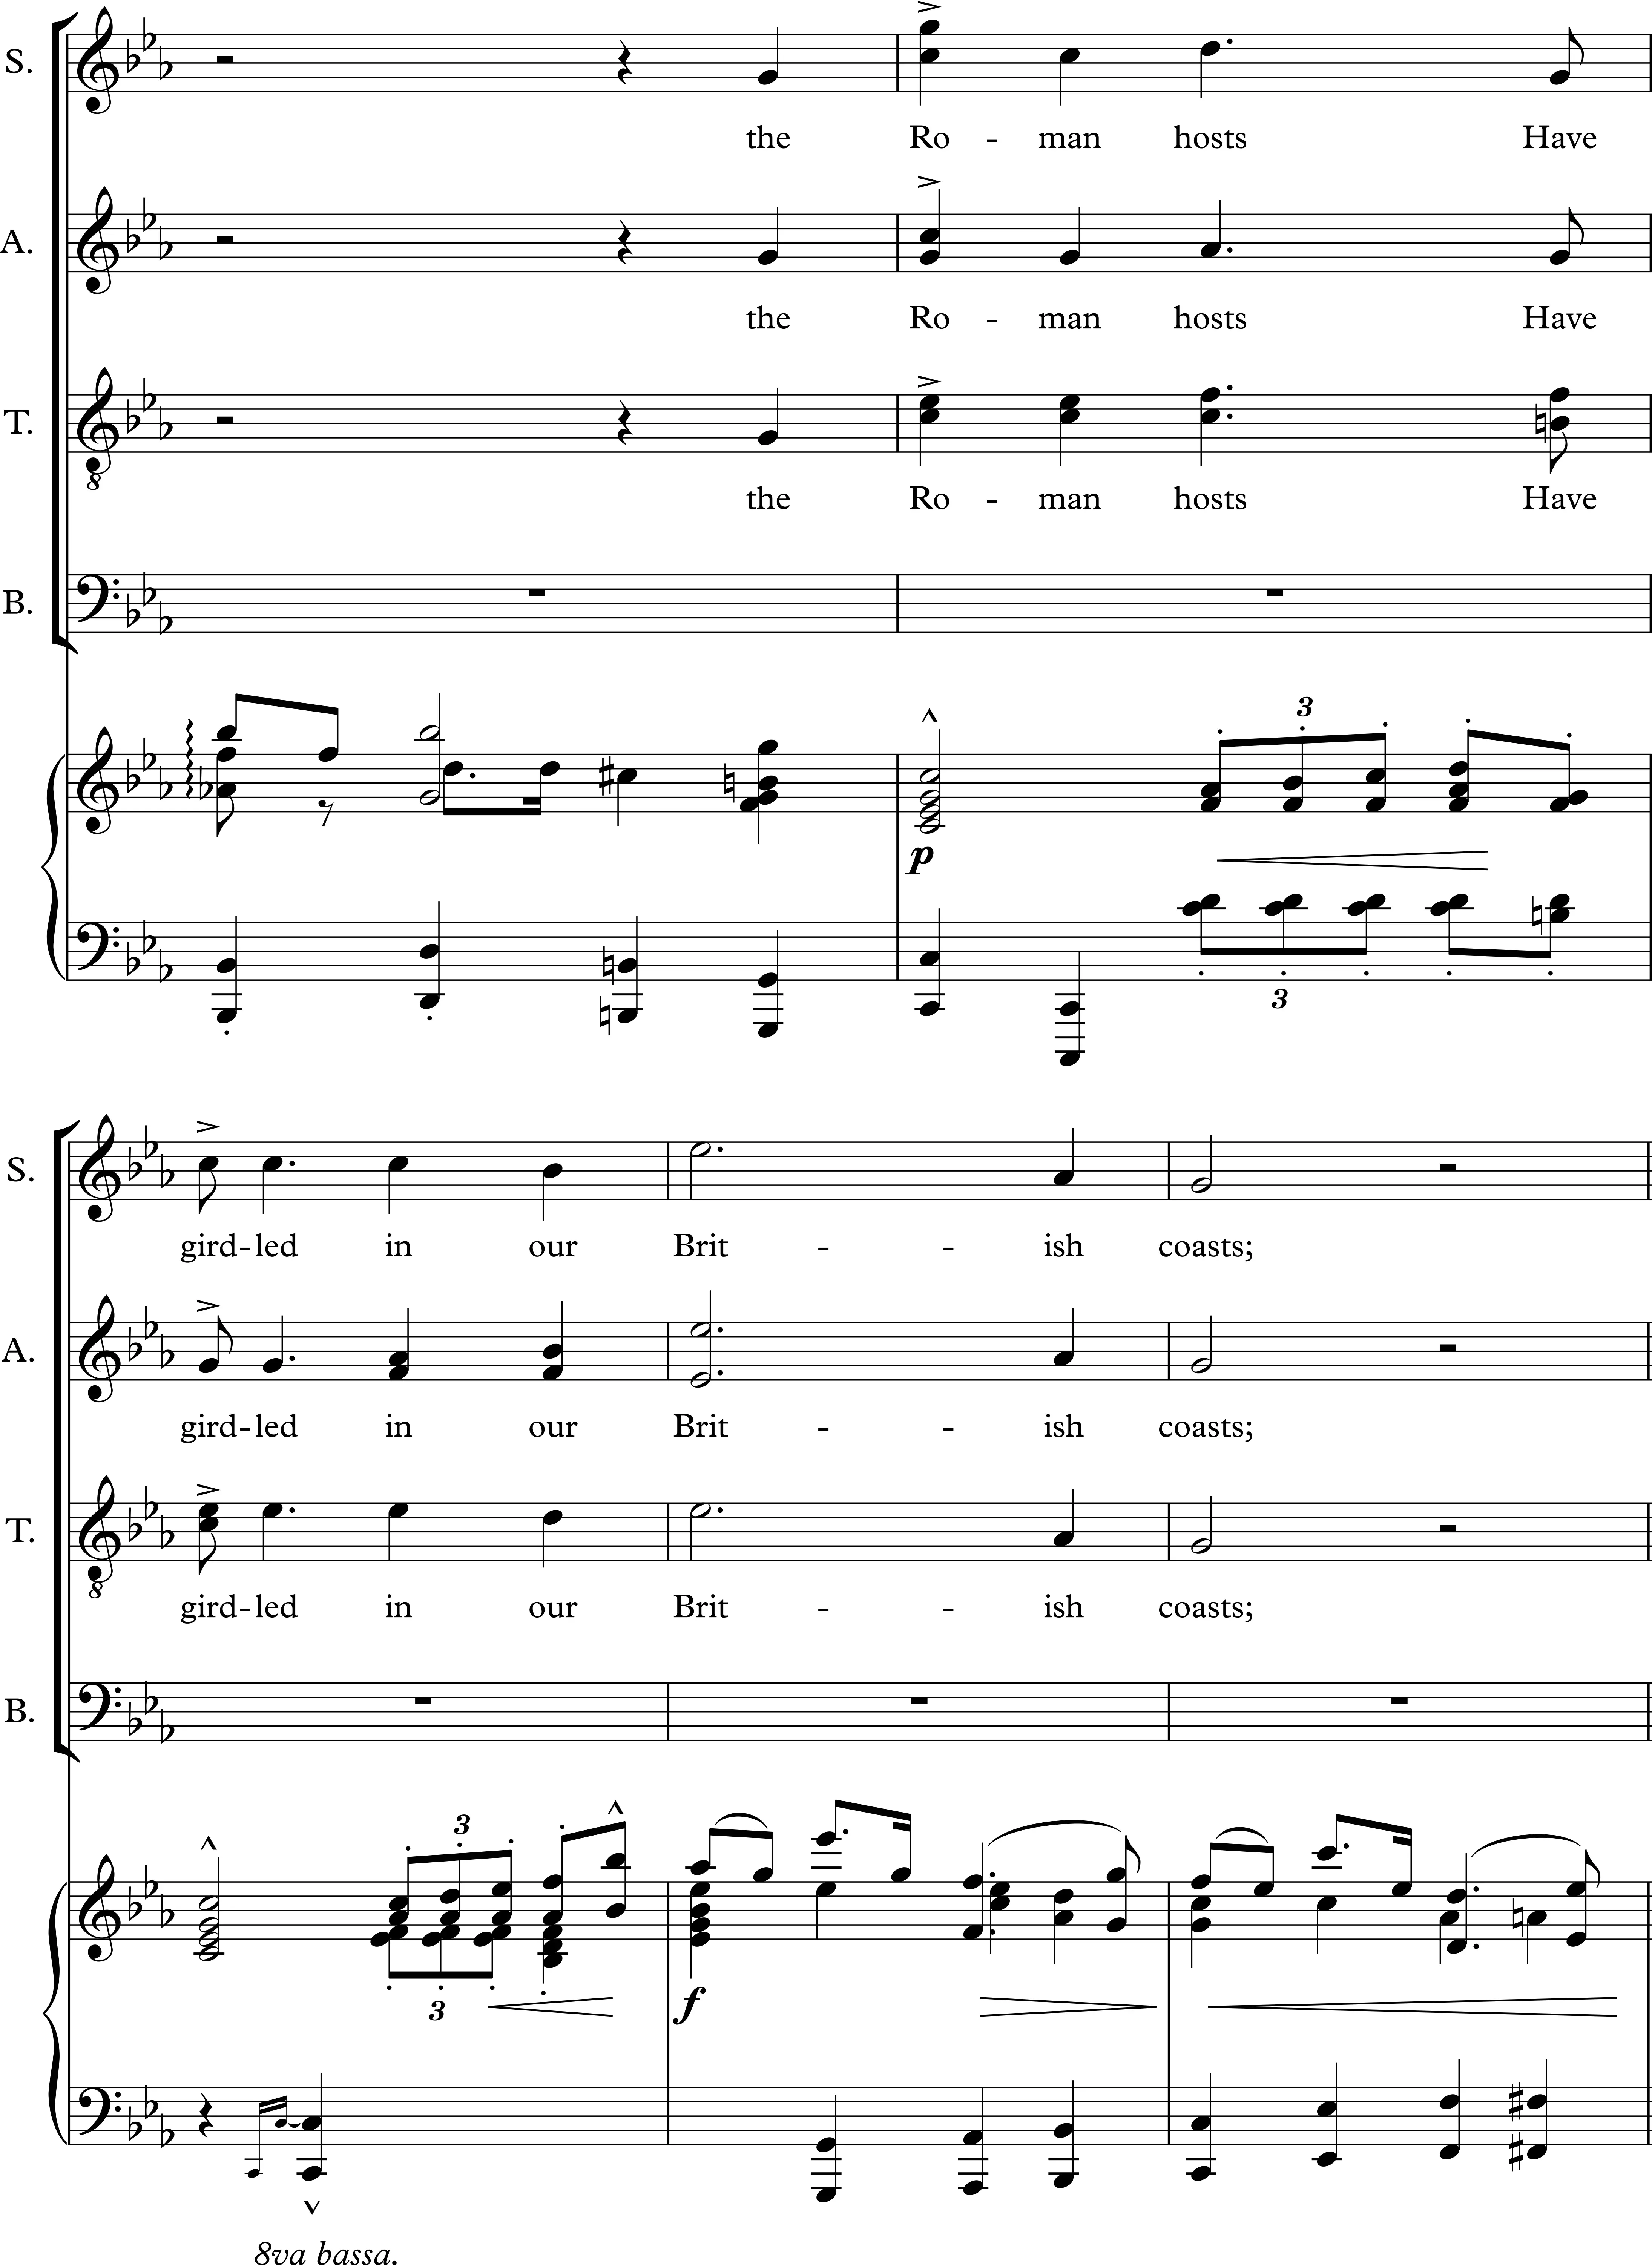 S.
the Ro - man hosts Have
A.
the Ro - man hosts Have
T.
8
the Ro - man hosts Have
B.
3
p
3
S.
gird-led in our Brit - - ish coasts;
A.
gird-led in our Brit - - ish coasts;
T.
8
gird-led in our Brit - - ish coasts;
B.
3
3
f
8va bassa.